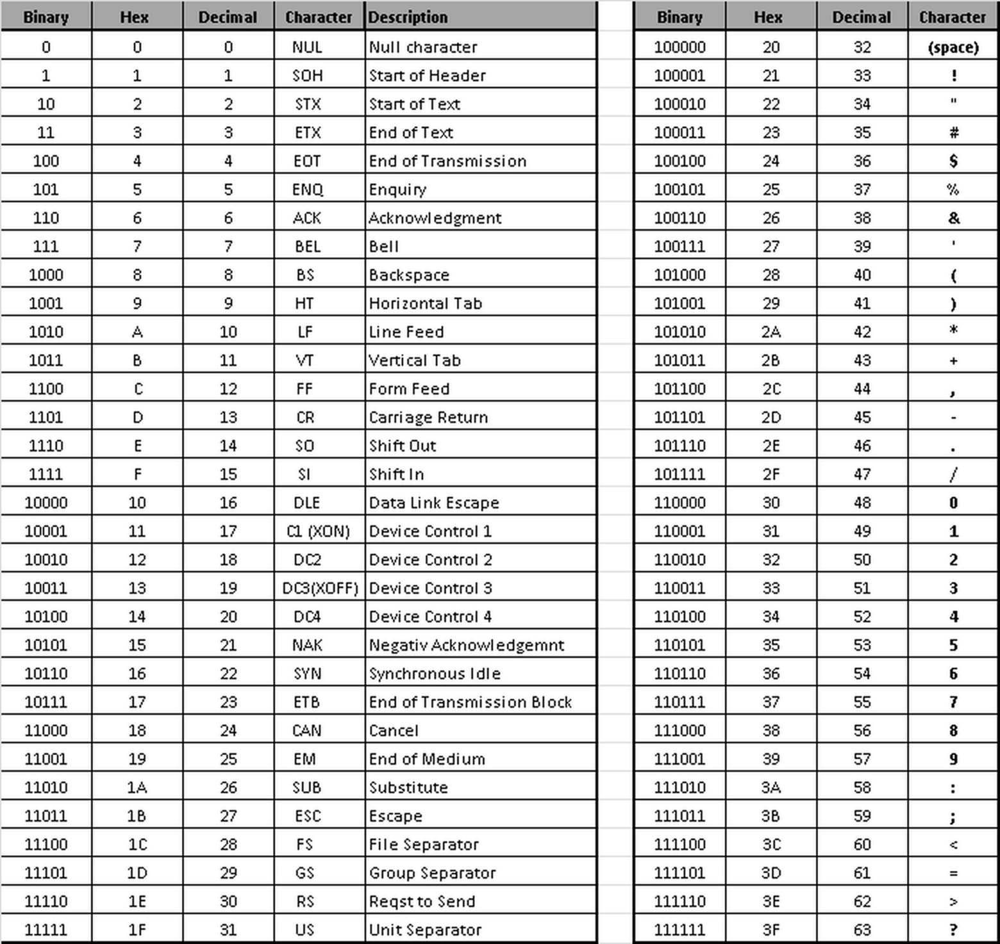 Binary Hex Decimal Character Description Binary Hex Decimal Character
0 0 0 NUL Null character 100000 20 32 (space)
1 1 1 SOH Start of Header 100001 21 33 !
10 2 2 STX Start of Text 100010 22 34 "
11 3 3 ETX End of Text 100011 23 35 #
100 4 4 EOT End of Transmission 100100 24 36 $
101 5 5 ENQ Enquiry 100101 25 37 %
110 6 6 ACK Acknowledgment 100110 26 38 &
111 7 7 BEL Bell 100111 27 39 '
1000 8 8 BS Backspace 101000 28 40 (
1001 9 9 HT Horizontal Tab 101001 29 41 )
1010 A 10 LF Line Feed 101010 2A 42 *
1011 B 11 VT Vertical Tab 101011 2B 43 +
1100 C 12 FF Form Feed 101100 2C 44 ,
1101 D 13 CR Carriage Return 101101 2D 45 -
1110 E 14 SO Shift Out 101110 2E 46 .
1111 F 15 SI Shift In 101111 2F 47 /
10000 10 16 DLE Data Link Escape 110000 30 48 0
10001 11 17 C1 (XON) Device Control 1 110001 31 49 1
10010 12 18 DC2 Device Control 2 110010 32 50 2
10011 13 19 DC3(XOFF) Device Control 3 110011 33 51 3
10100 14 20 DC4 Device Control 4 110100 34 52 4
10101 15 21 NAK Negativ Acknowledgemnt 110101 35 53 5
10110 16 22 SYN Synchronous Idle 110110 36 54 6
10111 17 23 ETB End of Transmission Block 110111 37 55 7
11000 18 24 CAN Cancel 111000 38 56 8
11001 19 25 EM End of Medium 111001 39 57 9
11010 1A 26 SUB Substitute 111010 3A 58 :
11011 1B 27 ESC Escape 111011 3B 59 ;
11100 1C 28 FS File Separator 111100 3C 60 <
11101 1D 29 GS Group Separator 111101 3D 61 =
11110 1E 30 RS Reqst to Send 111110 3E 62 >
11111 1F 31 US Unit Separator 111111 3F 63 ?